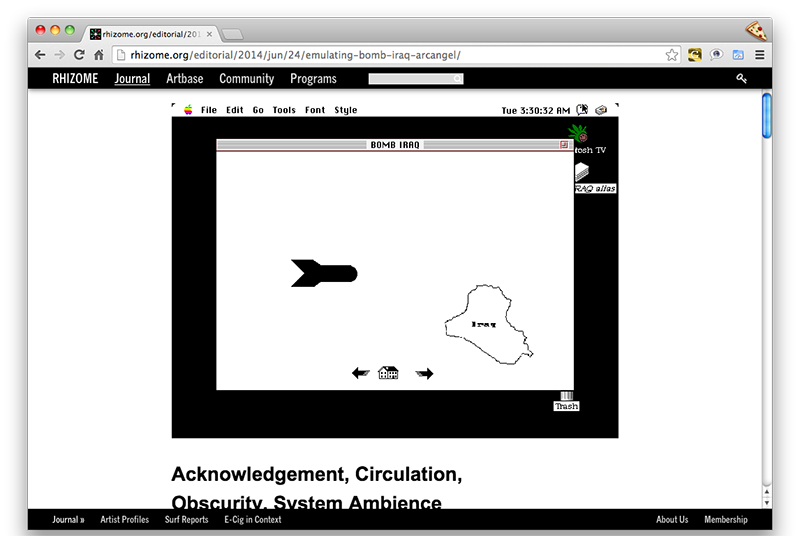 rhizome.org/editorial/201
rhizome.org/editorial/2014/jun/24/emulating-bomb-iraq-arcangel/
RHIZOME Journal Artbase Community Programs
File Edit Go Tools Font Style Tue 3:30:32 AM
BOMB IRAQ
tosh TV
RAQ alias
Iraq
Trash
Acknowledgement, Circulation,
Obscurity, System Ambience
Journal » Artist Profiles Surf Reports E-Cig in Context About Us Membership